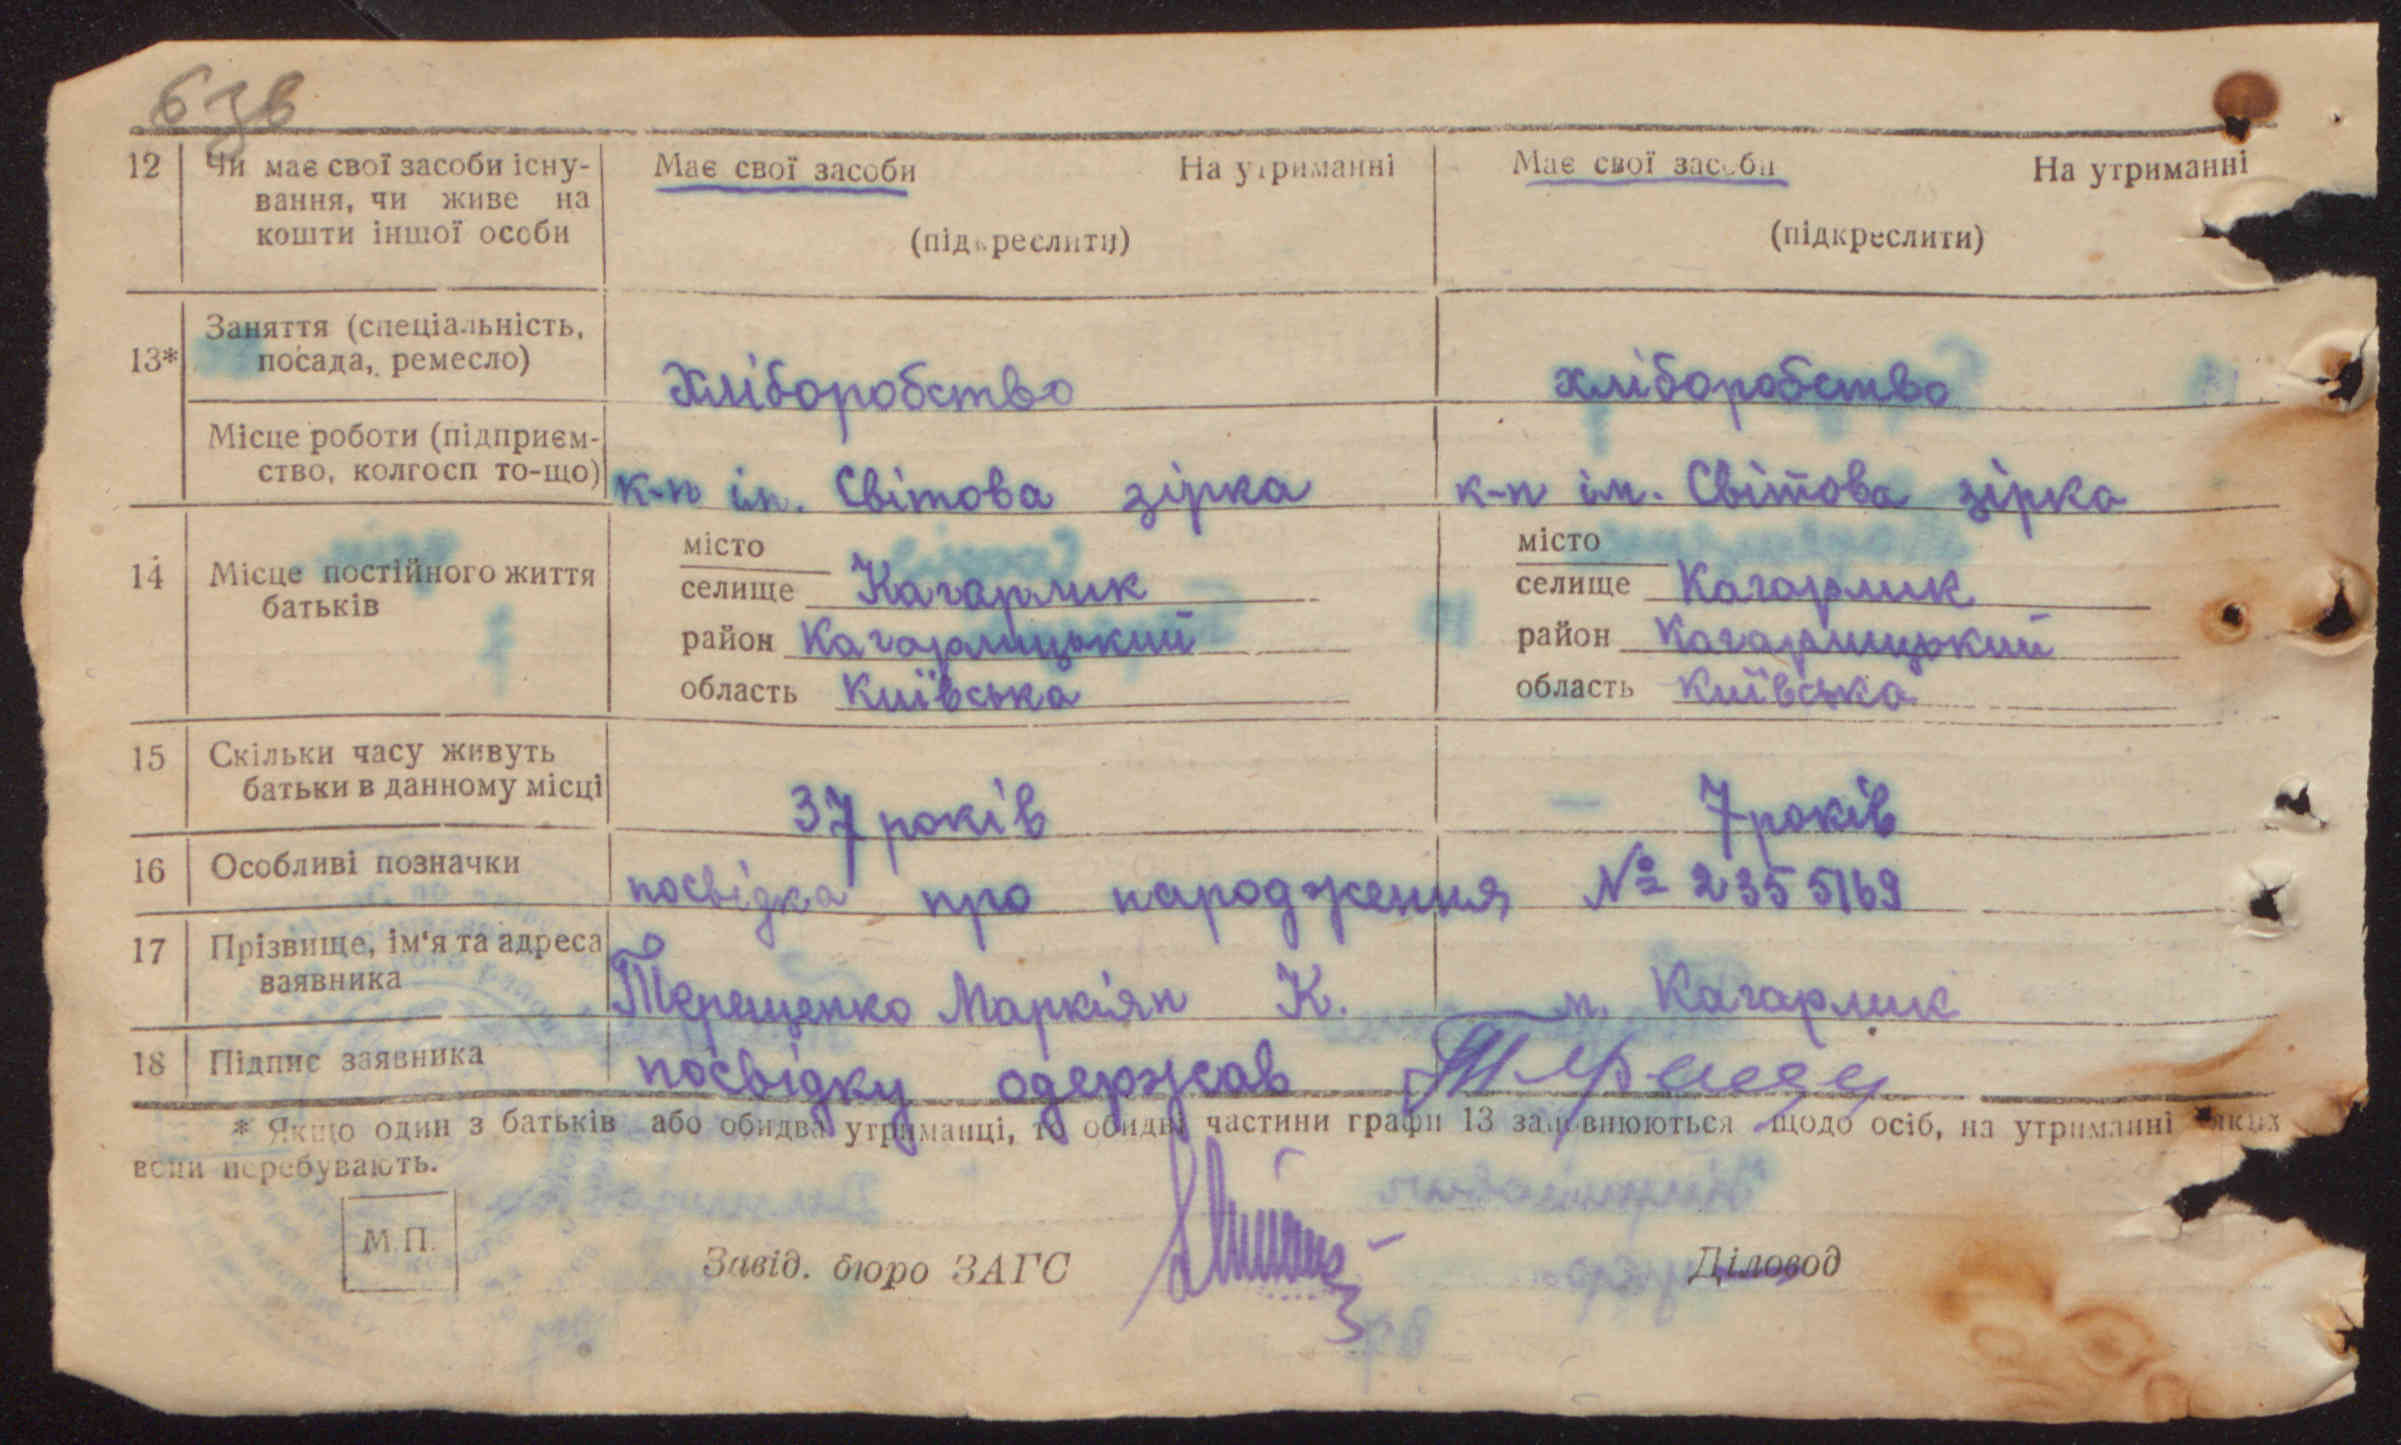 6 зв
12 Чи має свої засоби існу- Має свої засоби На утриманні Має свої засоби На утриманні
вання, чи живе на
кошти іншої особи (підкреслити) (підкреслити)
Заняття (спеціальність,
13* посада, ремесло) Хліборобство хліборобство
Місце роботи (підприєм-
ство, колгосп то-що) к-п ім. Світова зірка к-п ім. Світова зірка
місто місто
14 Місце постійного життя селище Кагарлик селище Кагарлик
батьків
район Кагарлицький район Кагарлицький
область Київська область Київська
15 Скільки часу живуть
батьки в данному місці 37 років 7 років
16 Особливі позначки посвідка про народження № 2355169
17 Прізвище, ім'я та адреса
заявника Терещенко Маркіян К. м. Кагарлик
18 Підпис заявника посвідку одержав
* Якщо один з батьків або обидва утриманці, то обидві частини графи 13 заповнюються щодо осіб, на утриманні яких
вони перебувають.
М.П.
Завід. бюро ЗАГС Діловод